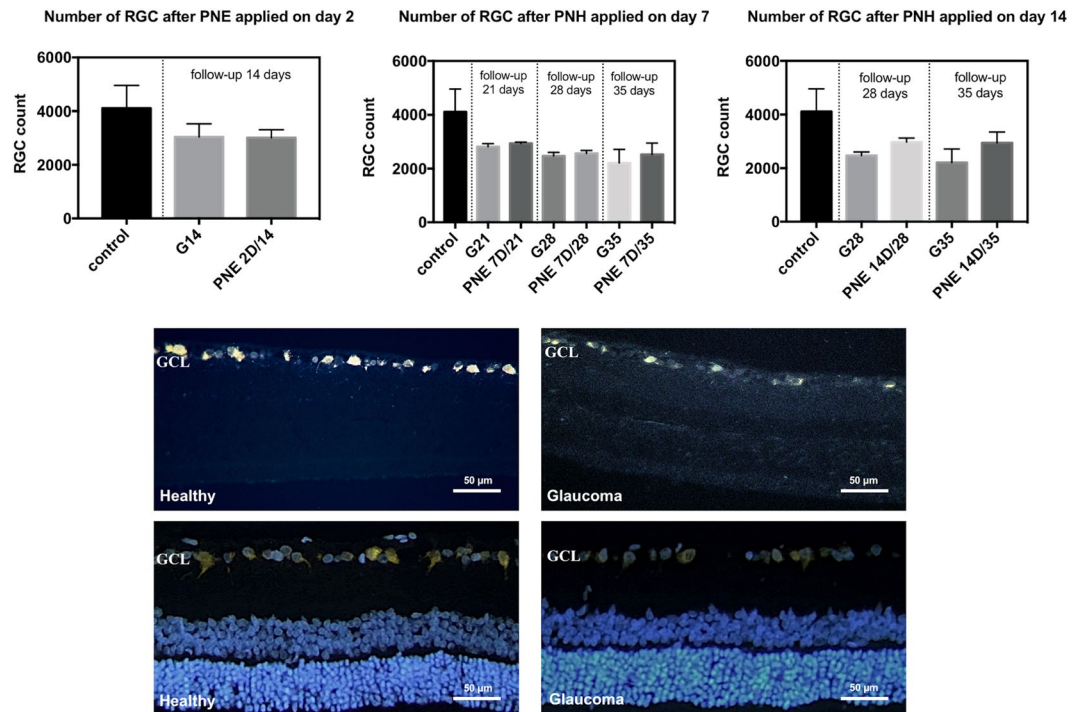 Number of RGC after PNE applied on day 2
6000
4000
2000
0
RGC count
follow-up 14 days
control
G14
PNE 2D/14
Number of RGC after PNH applied on day 7
6000
4000
2000
0
RGC count
follow-up
21 days
follow-up
28 days
follow-up
35 days
control
G21
PNE 7D/21
G28
PNE 7D/28
G35
PNE 7D/35
Number of RGC after PNH applied on day 14
6000
4000
2000
0
RGC count
follow-up
28 days
follow-up
35 days
control
G28
PNE 14D/28
G35
PNE 14D/35
GCL
Healthy
50 µm
GCL
Glaucoma
50 µm
GCL
Healthy
50 µm
GCL
Glaucoma
50 µm